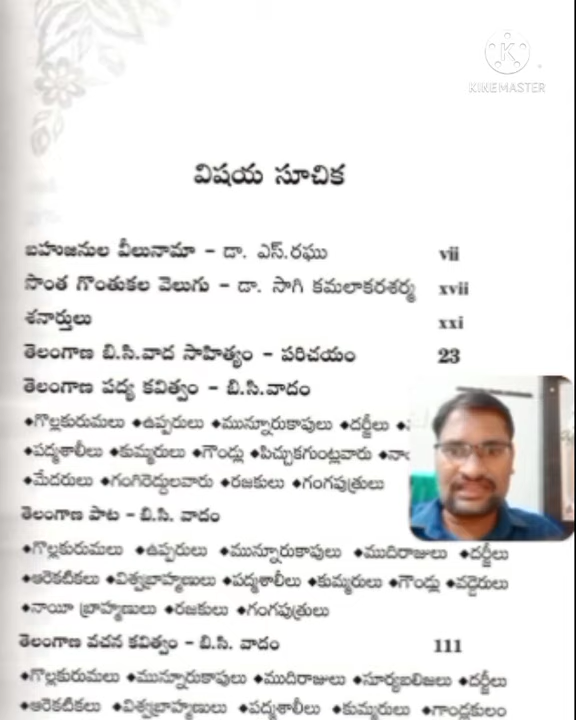 KINEMASTER
విషయ సూచిక
బహుజనుల వీలునామా - డా. ఎస్.రఘు vii
సొంత గొంతుకల వెలుగు - డా. సాగి కమలాకరశర్మ xvii
శనార్తులు xxi
తెలంగాణ బి.సి.వాద సాహిత్యం - పరిచయం 23
తెలంగాణ పద్య కవిత్వం - బి.సి.వాదం
◆గొల్లకురుమలు ◆ఉప్పరులు ◆మున్నూరుకాపులు ◆దర్జీలు
◆పద్మశాలీలు ◆కుమ్మరులు ◆గౌండ్లు ◆పిచ్చుకగుంట్లవారు
◆మేదరులు ◆గంగిరెద్దులవారు ◆రజకులు ◆గంగపుత్రులు
తెలంగాణ పాట - బి.సి. వాదం
◆గొల్లకురుమలు ◆ఉప్పరులు ◆మున్నూరుకాపులు ◆ముదిరాజులు ◆దర్జీలు
◆ఆరెకటికలు ◆విశ్వబ్రాహ్మణులు ◆పద్మశాలీలు ◆కుమ్మరులు ◆గౌండ్లు ◆వడ్డెరులు
◆నాయీ బ్రాహ్మణులు ◆రజకులు ◆గంగపుత్రులు
తెలంగాణ వచన కవిత్వం - బి.సి. వాదం 111
◆గొల్లకురుమలు ◆మున్నూరుకాపులు ◆ముదిరాజులు ◆సూర్యబలిజలు ◆దర్జీలు
◆ఆరెకటికలు ◆విశ్వబ్రాహ్మణులు ◆పద్మశాలీలు ◆కుమ్మరులు ◆గాండ్లకులం